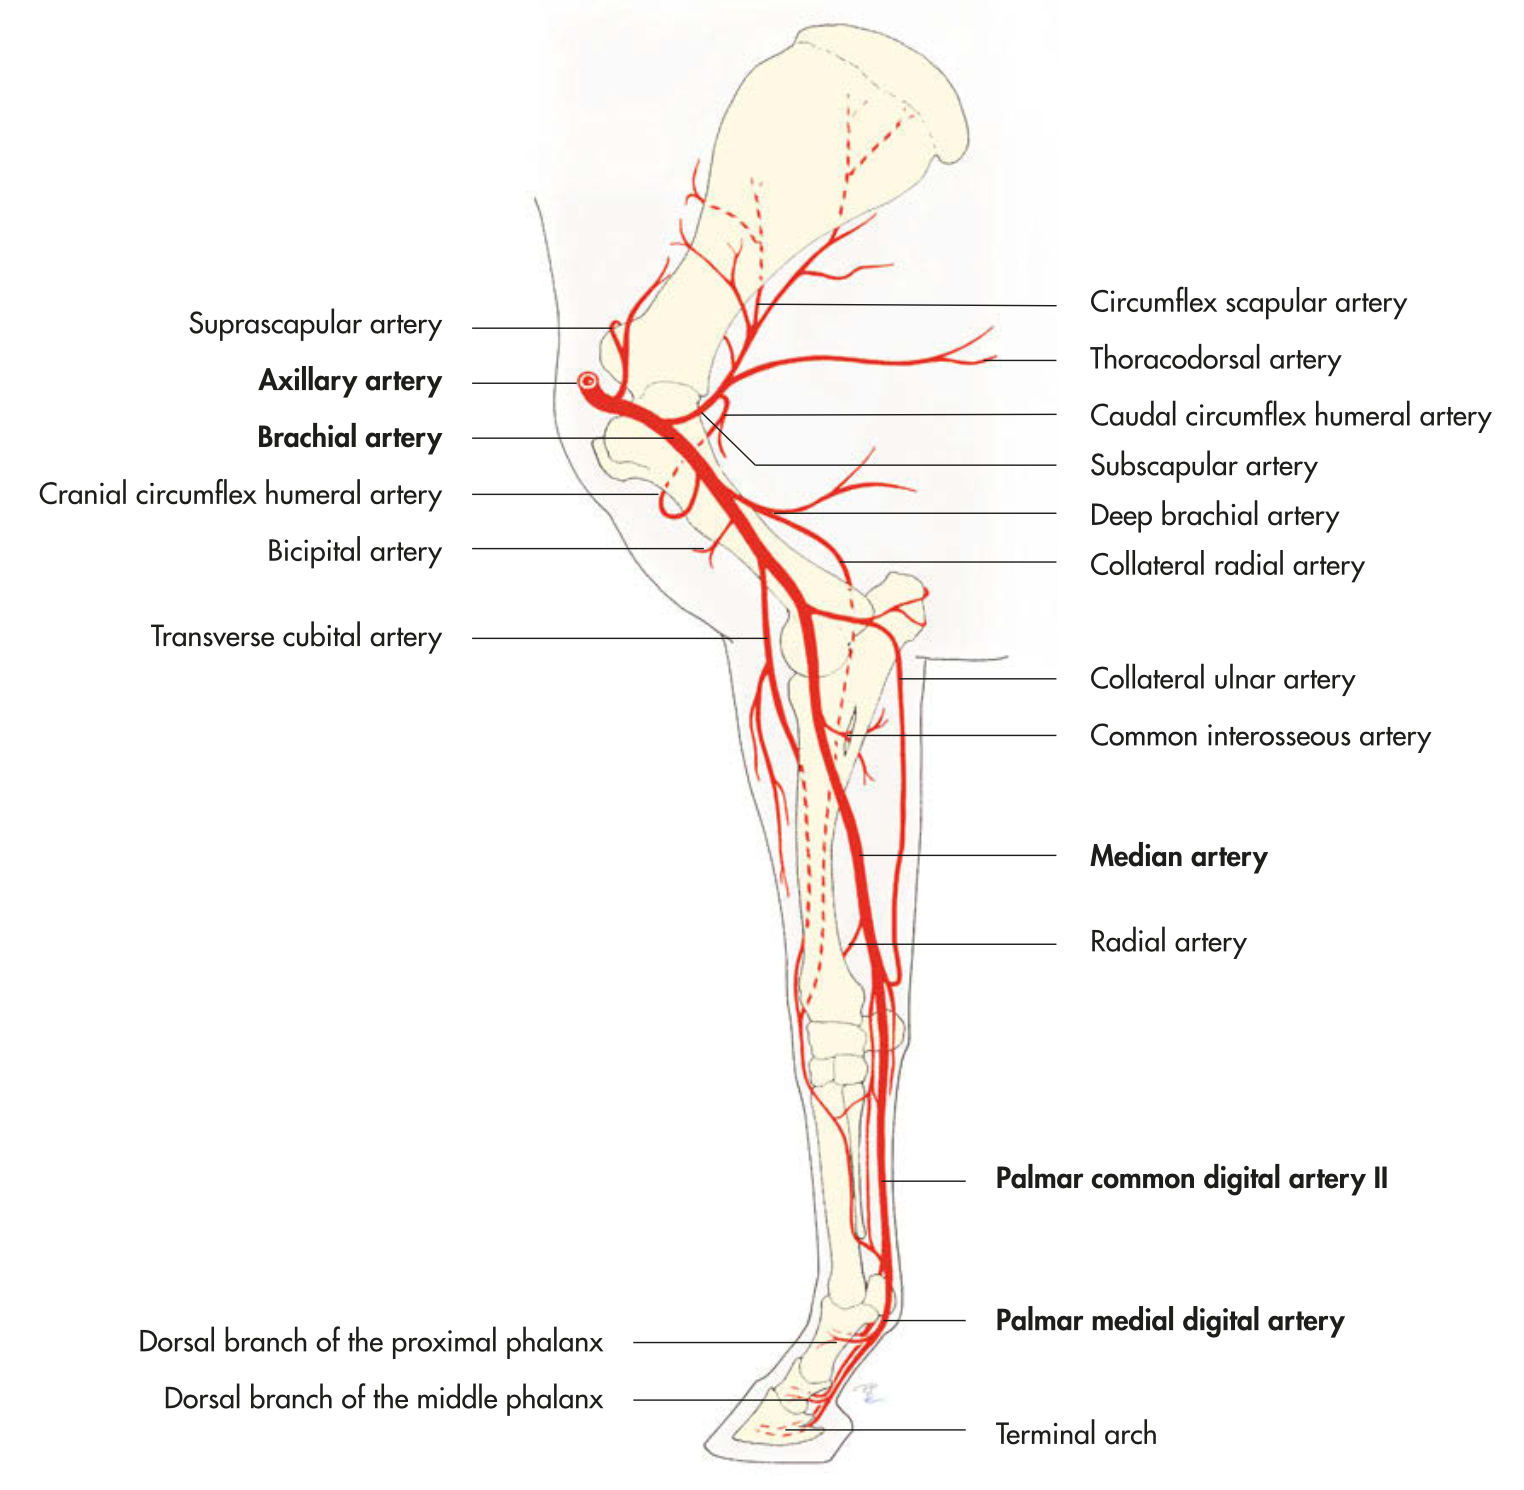 Suprascapular artery
Axillary artery
Brachial artery
Cranial circumflex humeral artery
Bicipital artery
Transverse cubital artery
Circumflex scapular artery
Thoracodorsal artery
Caudal circumflex humeral artery
Subscapular artery
Deep brachial artery
Collateral radial artery
Collateral ulnar artery
Common interosseous artery
Median artery
Radial artery
Palmar common digital artery II
Palmar medial digital artery
Dorsal branch of the proximal phalanx
Dorsal branch of the middle phalanx
Terminal arch